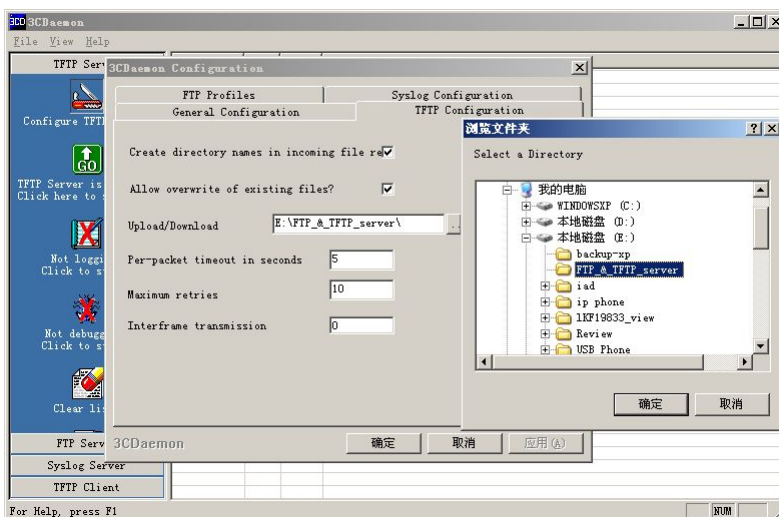 3CD 3CDaemon
File View Help
TFTP Ser
Configure TFT
GO
TFTP Server is
Click here to s
Not loggi
Click to s
Not debugg
Click to s
Clear li
FTP Serv
Syslog Server
TFTP Client
For Help, press F1
NUM
3CDaemon Configuration
FTP Profiles
Syslog Configuration
General Configuration
TFTP Configuration
Create directory names in incoming file re
Allow overwrite of existing files?
Upload/Download
E:\FTP_&_TFTP_server\
..
Per-packet timeout in seconds
5
Maximum retries
10
Interframe transmission
0
3CDaemon
确定
取消
应用(A)
浏览文件夹
Select a Directory
我的电脑
WINDOWSXP (C:)
本地磁盘 (D:)
本地磁盘 (E:)
backup-xp
FTP_&_TFTP_server
iad
ip phone
lKF19833_view
Review
USB Phone
确定
取消